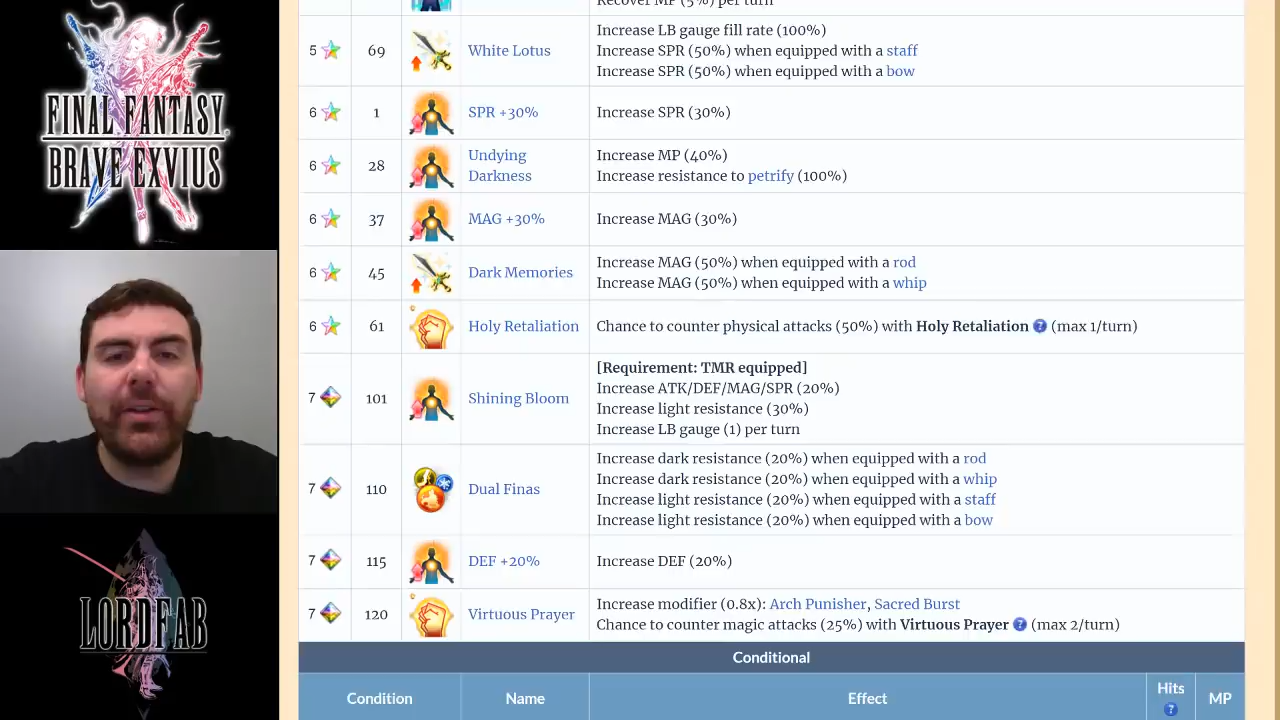 FINAL FANTASY
BRAVE EXVIUS
LORDFAB
Recover MP (5%) per turn
5 69 White Lotus
Increase LB gauge fill rate (100%)
Increase SPR (50%) when equipped with a staff
Increase SPR (50%) when equipped with a bow
6 1 SPR +30% Increase SPR (30%)
6 28 Undying Darkness
Increase MP (40%)
Increase resistance to petrify (100%)
6 37 MAG +30% Increase MAG (30%)
6 45 Dark Memories
Increase MAG (50%) when equipped with a rod
Increase MAG (50%) when equipped with a whip
6 61 Holy Retaliation Chance to counter physical attacks (50%) with Holy Retaliation ? (max 1/turn)
7 101 Shining Bloom
[Requirement: TMR equipped]
Increase ATK/DEF/MAG/SPR (20%)
Increase light resistance (30%)
Increase LB gauge (1) per turn
7 110 Dual Finas
Increase dark resistance (20%) when equipped with a rod
Increase dark resistance (20%) when equipped with a whip
Increase light resistance (20%) when equipped with a staff
Increase light resistance (20%) when equipped with a bow
7 115 DEF +20% Increase DEF (20%)
7 120 Virtuous Prayer
Increase modifier (0.8x): Arch Punisher, Sacred Burst
Chance to counter magic attacks (25%) with Virtuous Prayer ? (max 2/turn)
Conditional
Condition Name Effect Hits ? MP